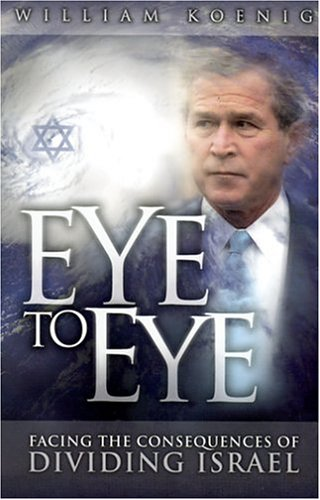 WILLIAM KOENIG
EYE
TO EYE
FACING THE CONSEQUENCES OF
DIVIDING ISRAEL